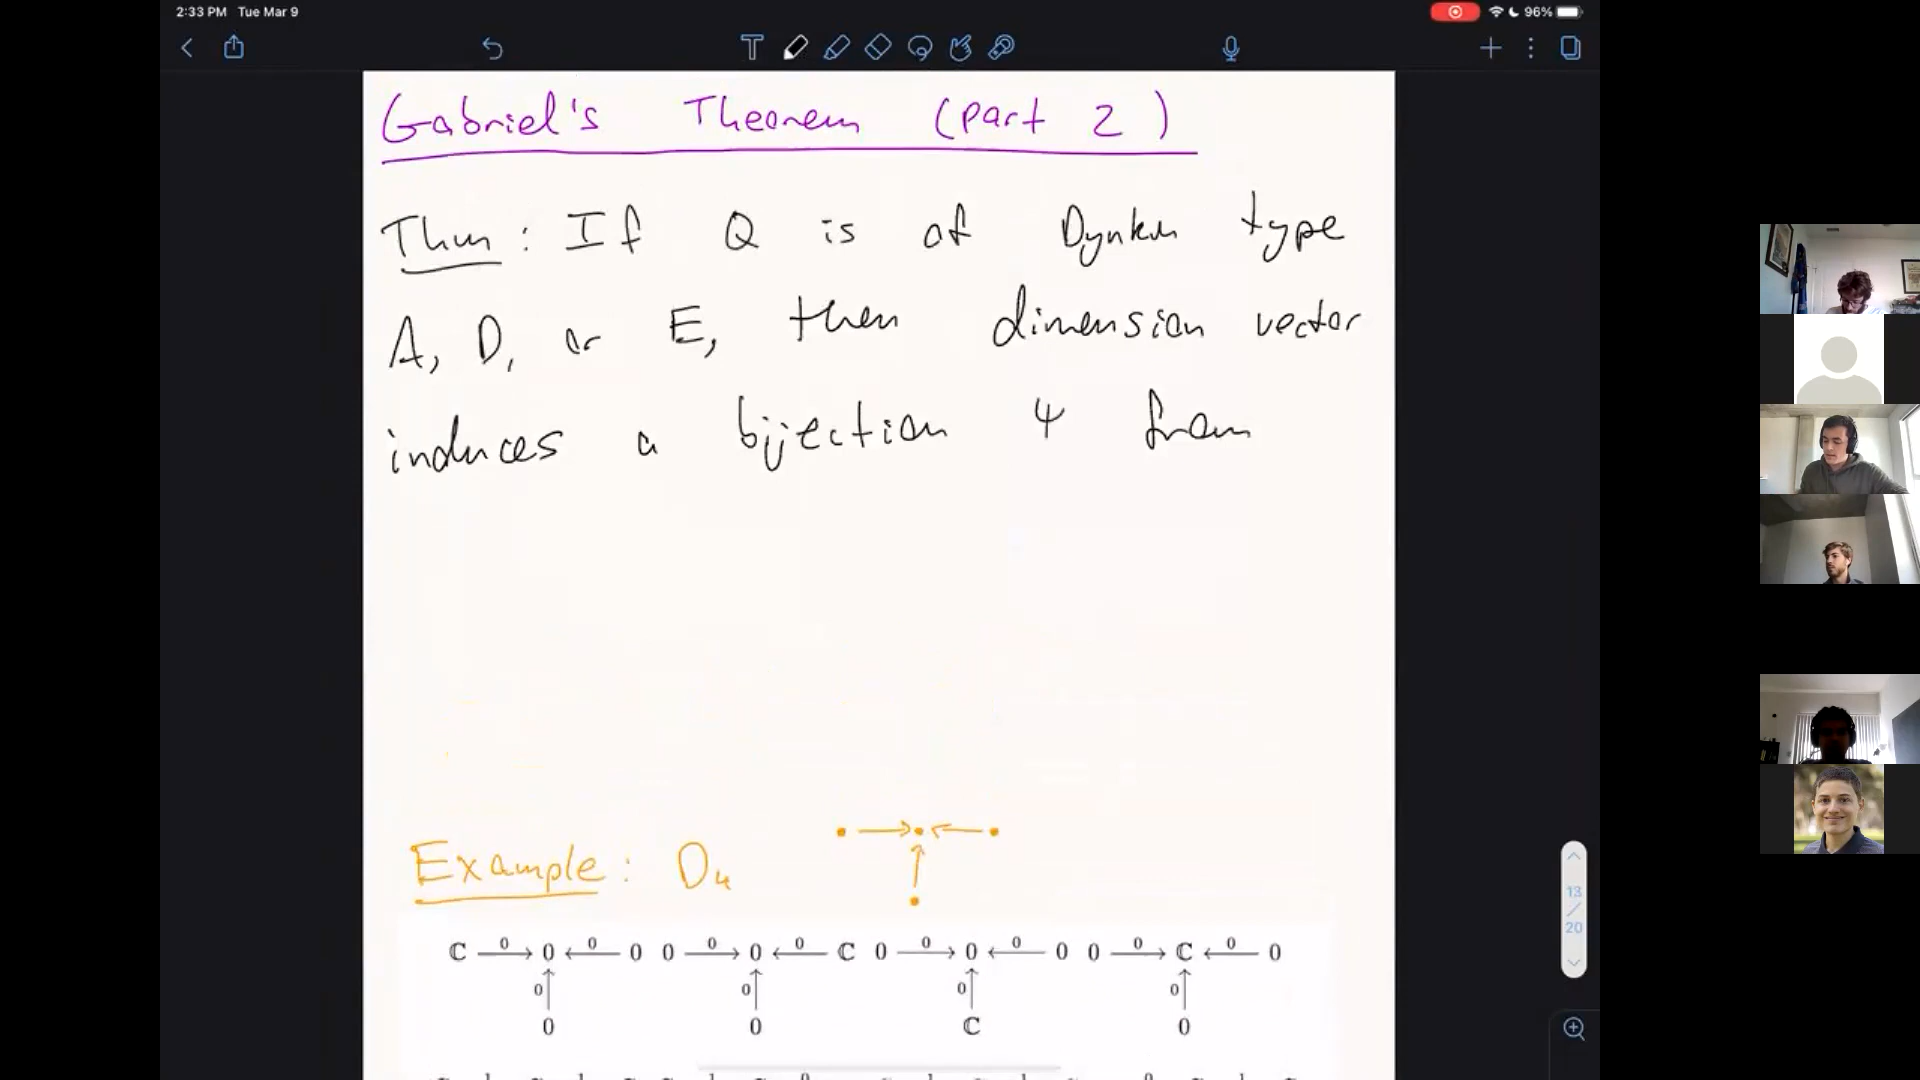 2:33 PM Tue Mar 9
96%
Gabriel's Theorem (part 2)
Thm: If Q is of Dynkin type
A, D, or E, then dimension vector
induces a bijection Ψ from
Example: D₄
ℂ 0 0 0 0 0 0 0 0 ℂ 0 0 0 0 0 0 0 ℂ 0 0
0 0 0 0
0 0 ℂ 0
13
/
20